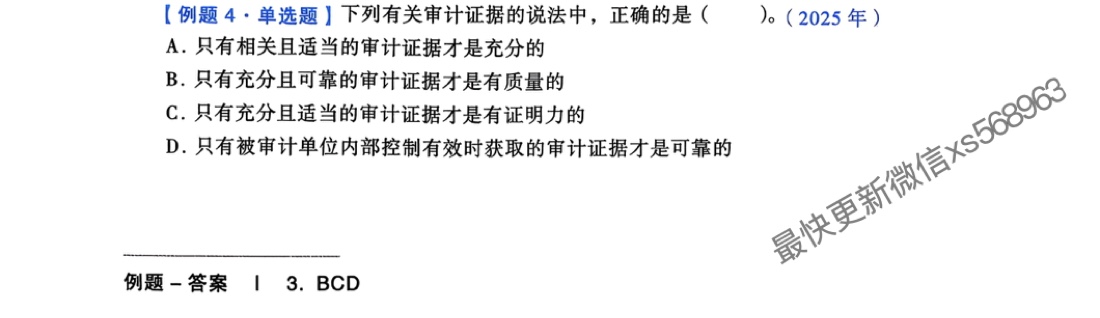 【例题 4·单选题】下列有关审计证据的说法中，正确的是（　　）。（2025 年）
A. 只有相关且适当的审计证据才是充分的
B. 只有充分且可靠的审计证据才是有质量的
C. 只有充分且适当的审计证据才是有证明力的
D. 只有被审计单位内部控制有效时获取的审计证据才是可靠的
最快更新微信xs568963
例题 – 答案 | 3. BCD